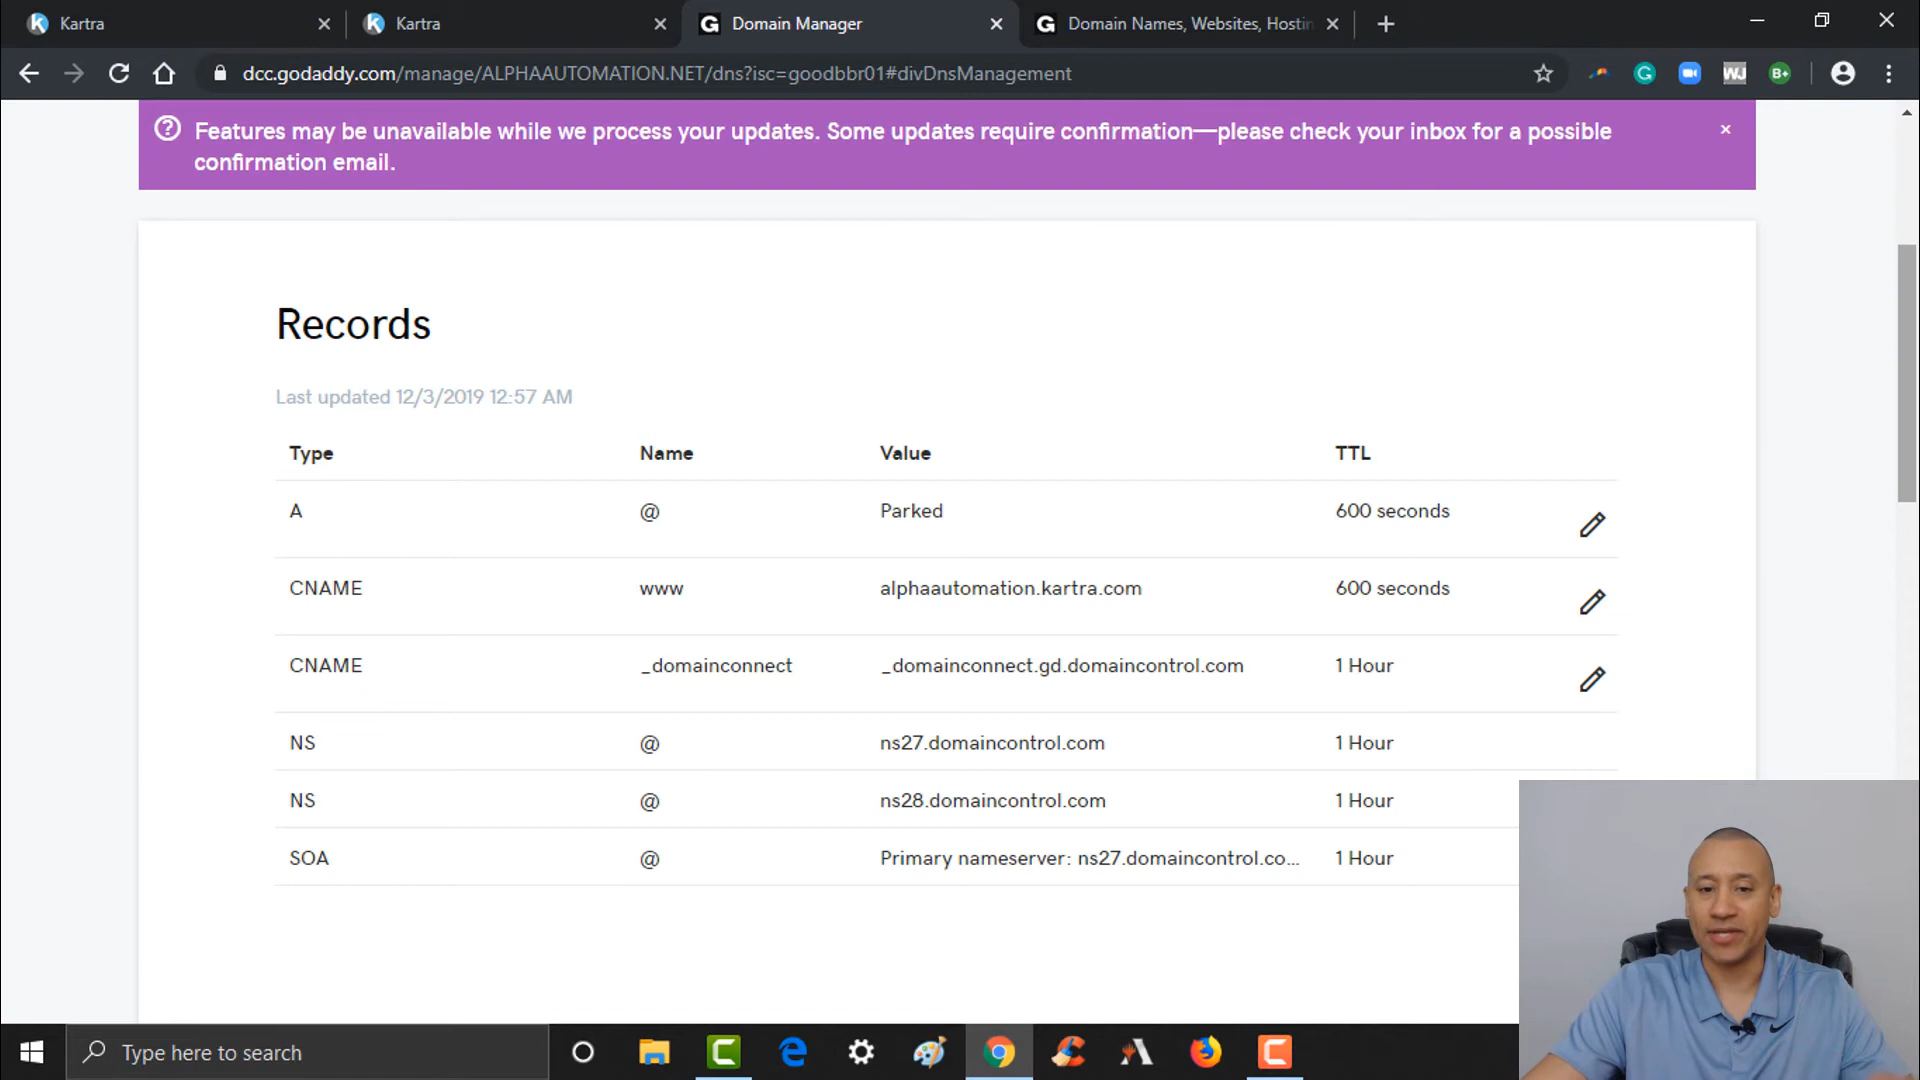 Kartra
Kartra
Domain Manager
Domain Names, Websites, Hostin
dcc.godaddy.com/manage/ALPHAAUTOMATION.NET/dns?isc=goodbbr01#divDnsManagement
Features may be unavailable while we process your updates. Some updates require confirmation—please check your inbox for a possible
confirmation email.
Records
Last updated 12/3/2019 12:57 AM
Type Name Value TTL
A @ Parked 600 seconds
CNAME www alphaautomation.kartra.com 600 seconds
CNAME _domainconnect _domainconnect.gd.domaincontrol.com 1 Hour
NS @ ns27.domaincontrol.com 1 Hour
NS @ ns28.domaincontrol.com 1 Hour
SOA @ Primary nameserver: ns27.domaincontrol.co... 1 Hour
Type here to search